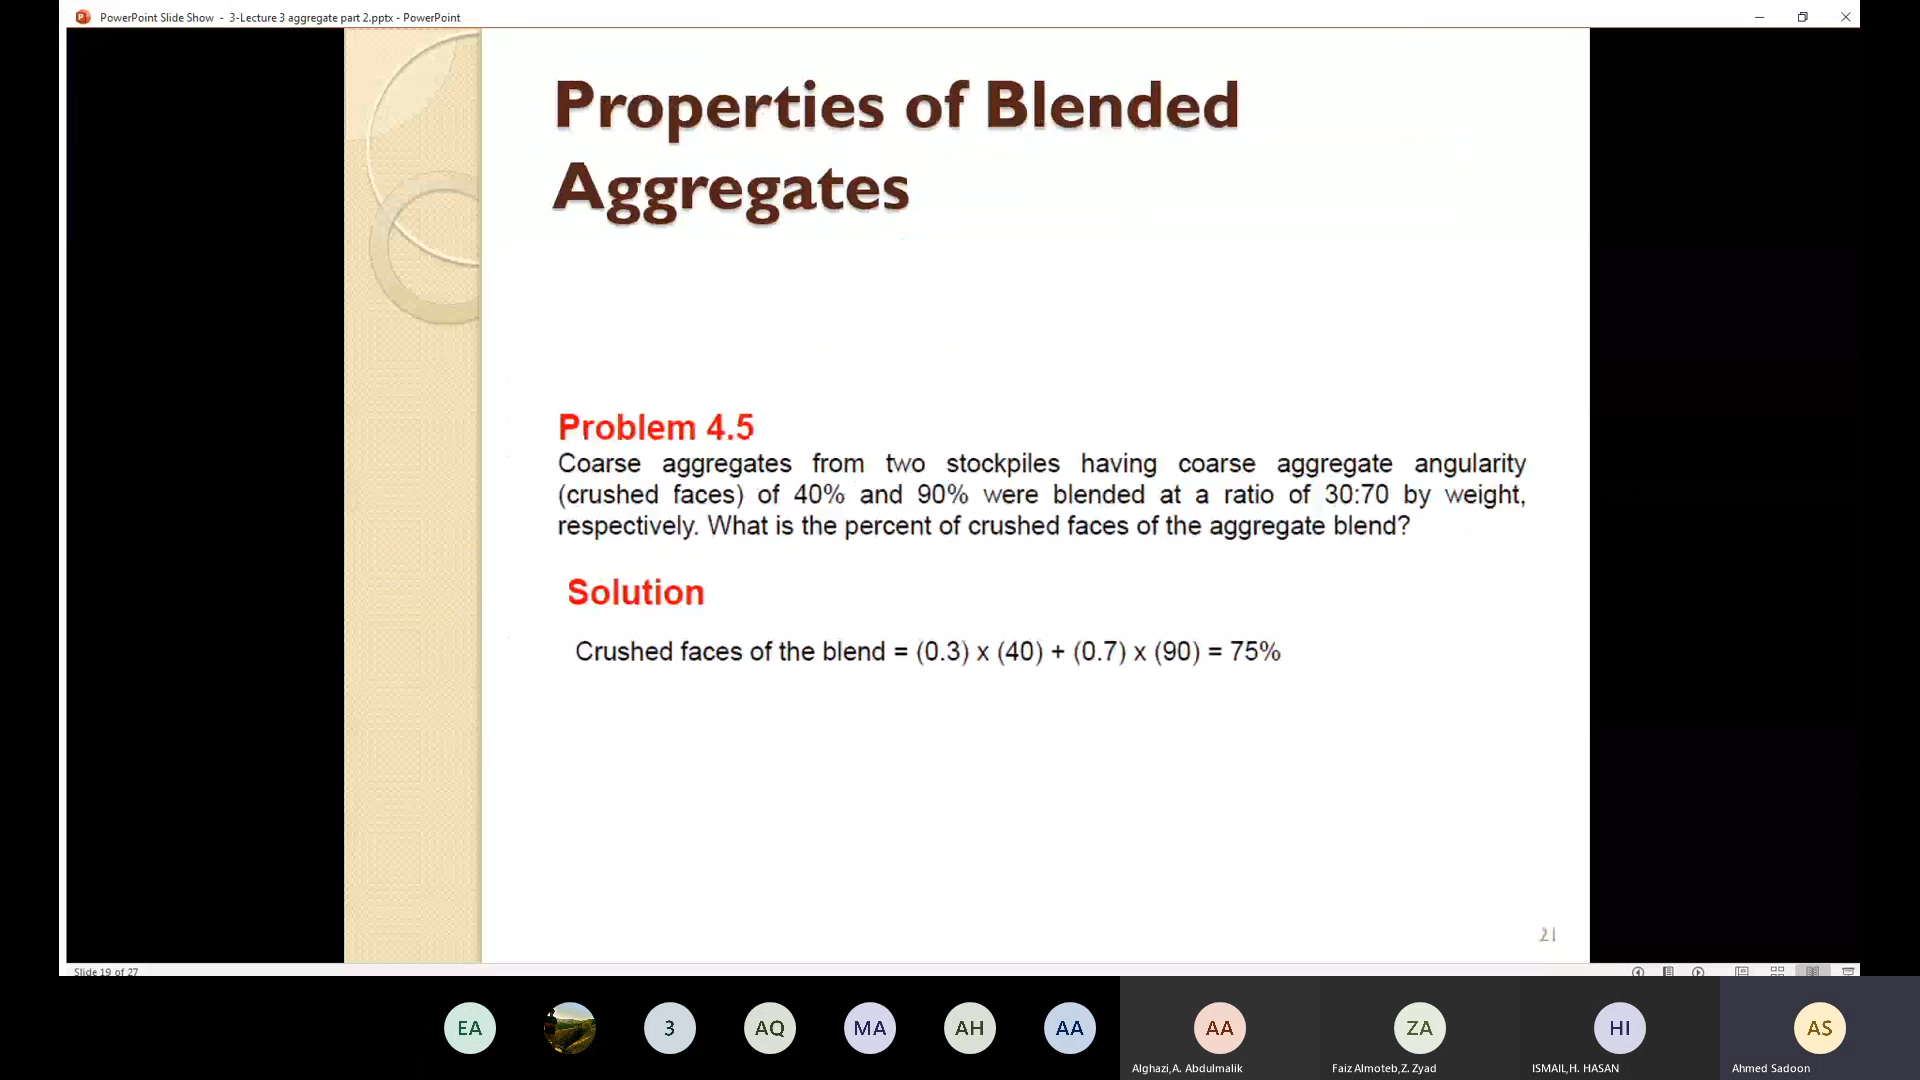 PowerPoint Slide Show - 3-Lecture 3 aggregate part 2.pptx - PowerPoint
Properties of Blended
Aggregates
Problem 4.5
Coarse aggregates from two stockpiles having coarse aggregate angularity
(crushed faces) of 40% and 90% were blended at a ratio of 30:70 by weight,
respectively. What is the percent of crushed faces of the aggregate blend?
Solution
Crushed faces of the blend = (0.3) x (40) + (0.7) x (90) = 75%
21
Slide 19 of 27
EA
3
AQ
MA
AH
AA
AA
ZA
HI
AS
Alghazi,A. Abdulmalik
Faiz Almoteb,Z. Zyad
ISMAIL,H. HASAN
Ahmed Sadoon